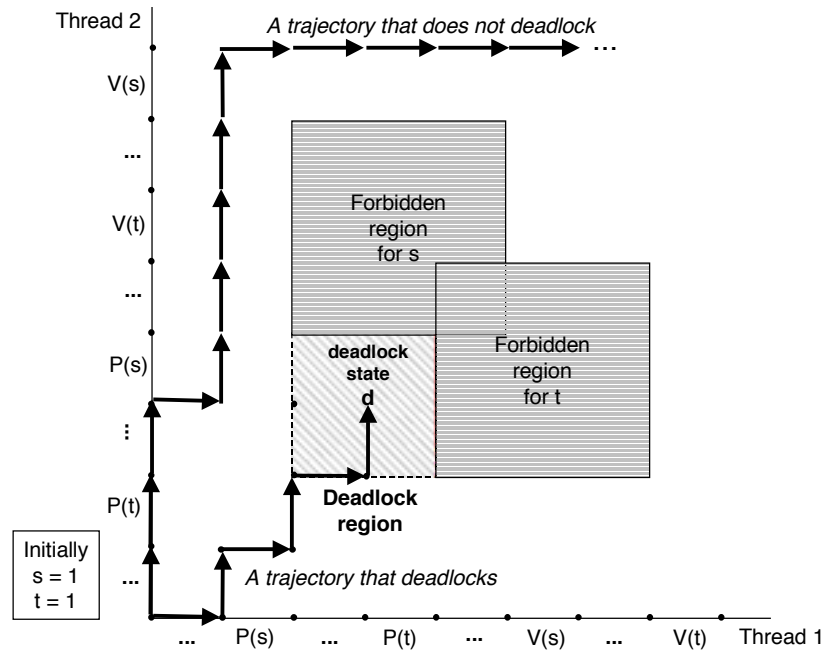 Thread 2
A trajectory that does not deadlock
...
V(s)
...
V(t)
...
P(s)
...
P(t)
...
Forbidden
region
for s
Forbidden
region
for t
deadlock
state
d
Deadlock
region
A trajectory that deadlocks
Initially
s = 1
t = 1
... P(s) ... P(t) ... V(s) ... V(t) Thread 1